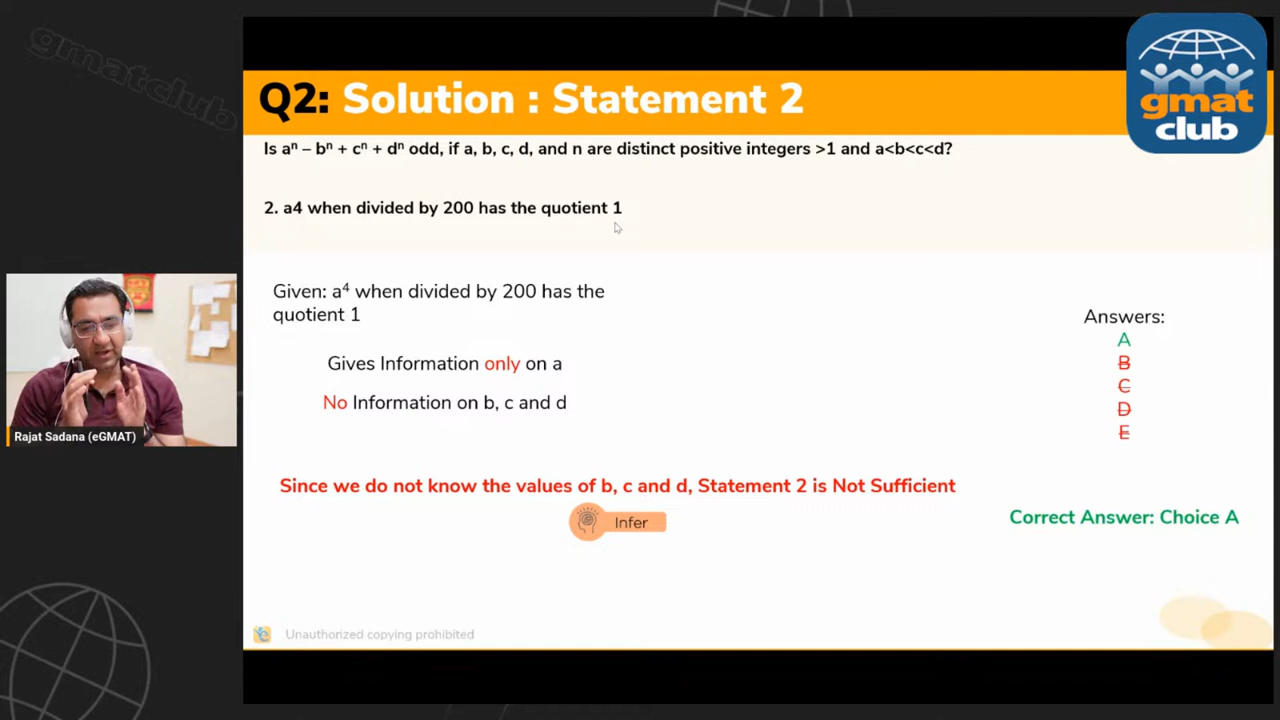 gmatclub
gmat
club
Q2: Solution : Statement 2
Is aⁿ – bⁿ + cⁿ + dⁿ odd, if a, b, c, d, and n are distinct positive integers >1 and a<b<c<d?
2. a4 when divided by 200 has the quotient 1
Given: a⁴ when divided by 200 has the
quotient 1
Gives Information only on a
No Information on b, c and d
Answers:
A
B
C
D
E
Since we do not know the values of b, c and d, Statement 2 is Not Sufficient
Infer
Correct Answer: Choice A
Rajat Sadana (eGMAT)
Unauthorized copying prohibited